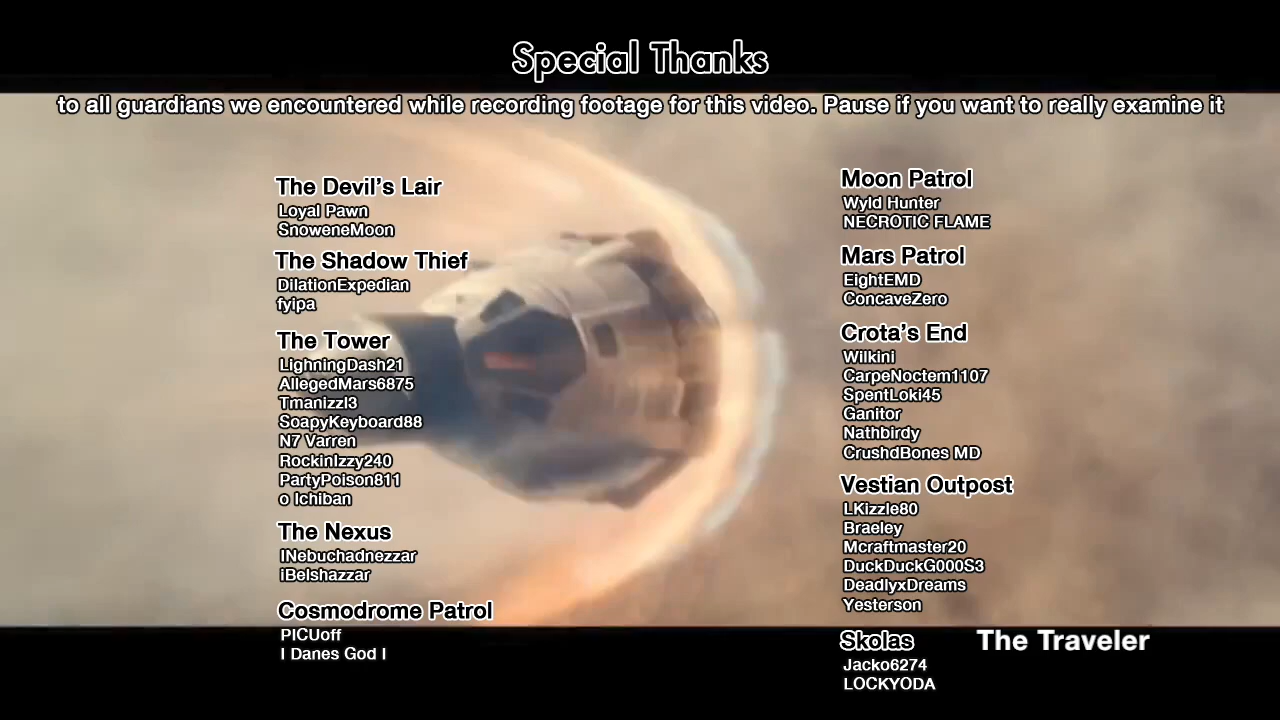 Special Thanks
to all guardians we encountered while recording footage for this video. Pause if you want to really examine it
The Devil's Lair
Loyal Pawn
SnoweneMoon
The Shadow Thief
DilationExpedian
fyipa
The Tower
LighningDash21
AllegedMars6875
Tmanizzl3
SoapyKeyboard88
N7 Varren
RockinIzzy240
PartyPoison811
o Ichiban
The Nexus
INebuchadnezzar
iBelshazzar
Cosmodrome Patrol
PICUoff
I Danes God I
Moon Patrol
Wyld Hunter
NECROTIC FLAME
Mars Patrol
EightEMD
ConcaveZero
Crota's End
Wilkini
CarpeNoctem1107
SpentLoki45
Ganitor
Nathbirdy
CrushdBones MD
Vestian Outpost
LKizzle80
Braeley
Mcraftmaster20
DuckDuckG000S3
DeadlyxDreams
Yesterson
Skolas
Jacko6274
LOCKYODA
The Traveler